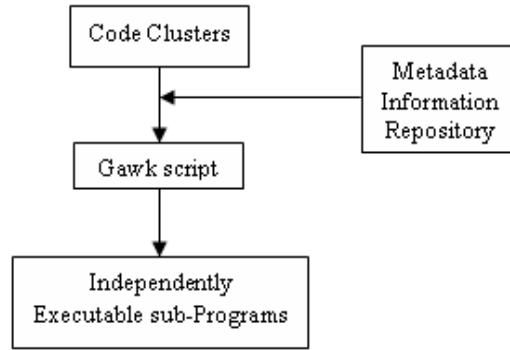 Code Clusters
Metadata
Information
Repository
Gawk script
Independently
Executable sub-Programs